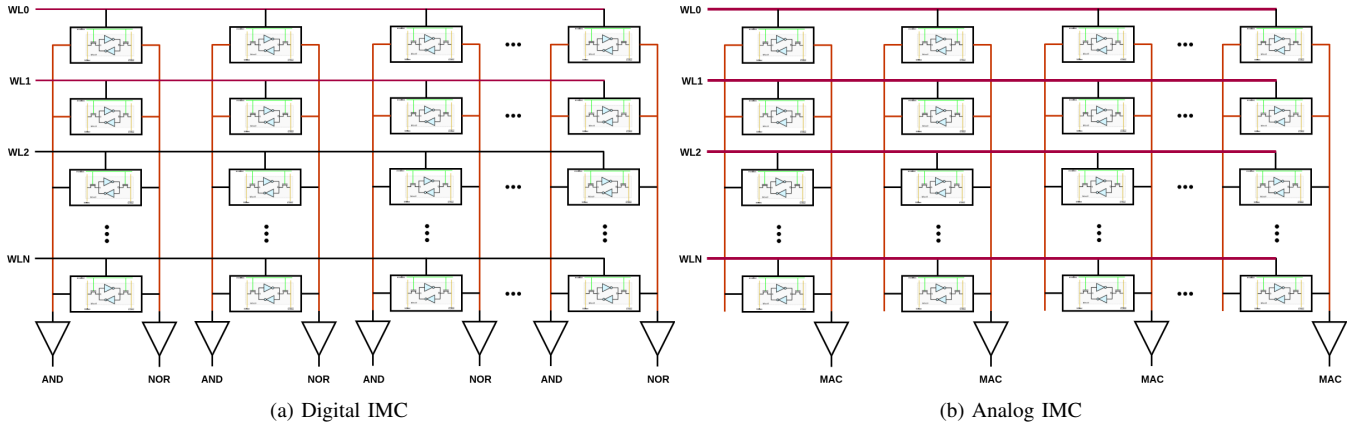 WL0
WL1
WL2
WLN
AND NOR AND NOR AND NOR AND NOR
(a) Digital IMC
WL0
WL1
WL2
WLN
MAC MAC MAC MAC
(b) Analog IMC